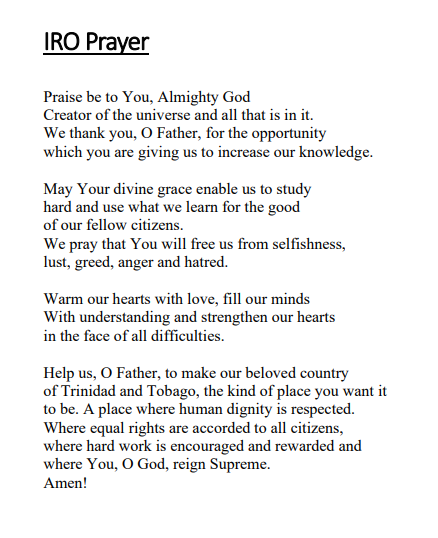 IRO Prayer
Praise be to You, Almighty God
Creator of the universe and all that is in it.
We thank you, O Father, for the opportunity
which you are giving us to increase our knowledge.
May Your divine grace enable us to study
hard and use what we learn for the good
of our fellow citizens.
We pray that You will free us from selfishness,
lust, greed, anger and hatred.
Warm our hearts with love, fill our minds
With understanding and strengthen our hearts
in the face of all difficulties.
Help us, O Father, to make our beloved country
of Trinidad and Tobago, the kind of place you want it
to be. A place where human dignity is respected.
Where equal rights are accorded to all citizens,
where hard work is encouraged and rewarded and
where You, O God, reign Supreme.
Amen!